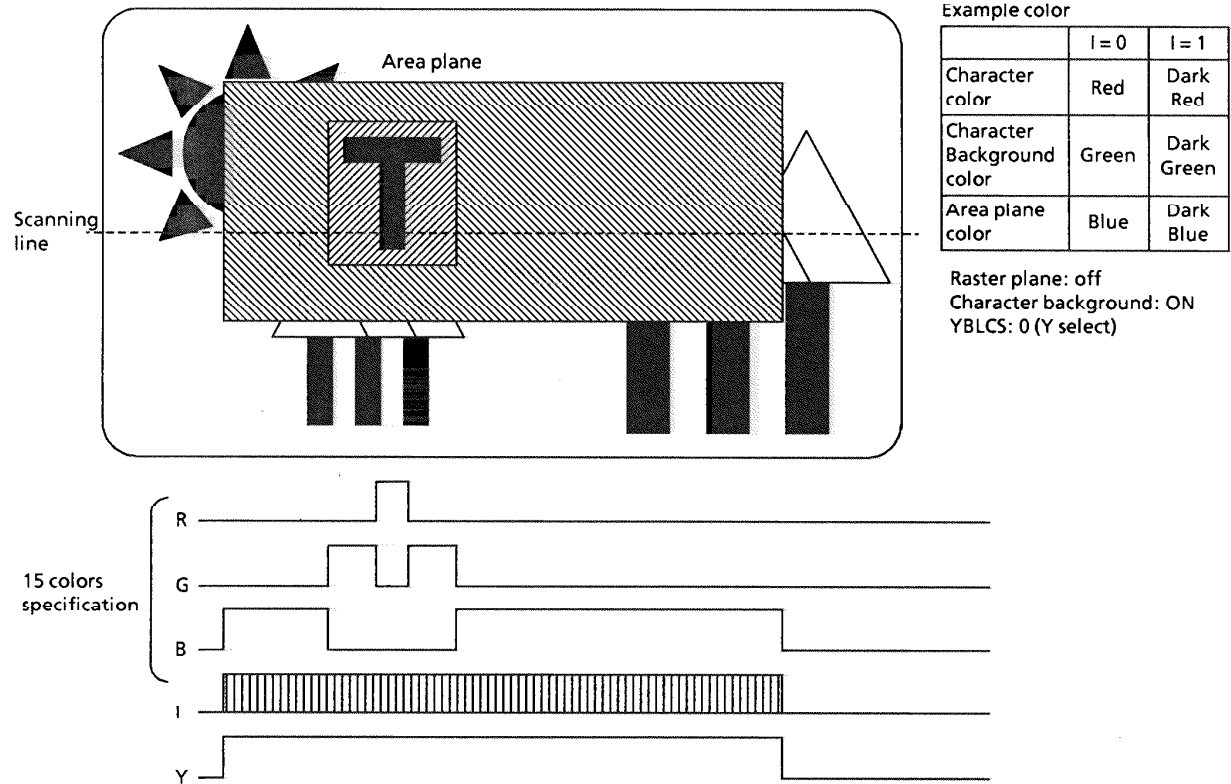 Example color
Area plane
I = 0 I = 1
Character color Red Dark Red
Character Background color Green Dark Green
Area plane color Blue Dark Blue
Raster plane: off
Character background: ON
YBLCS: 0 (Y select)
T
Scanning line
15 colors specification
R
G
B
I
Y